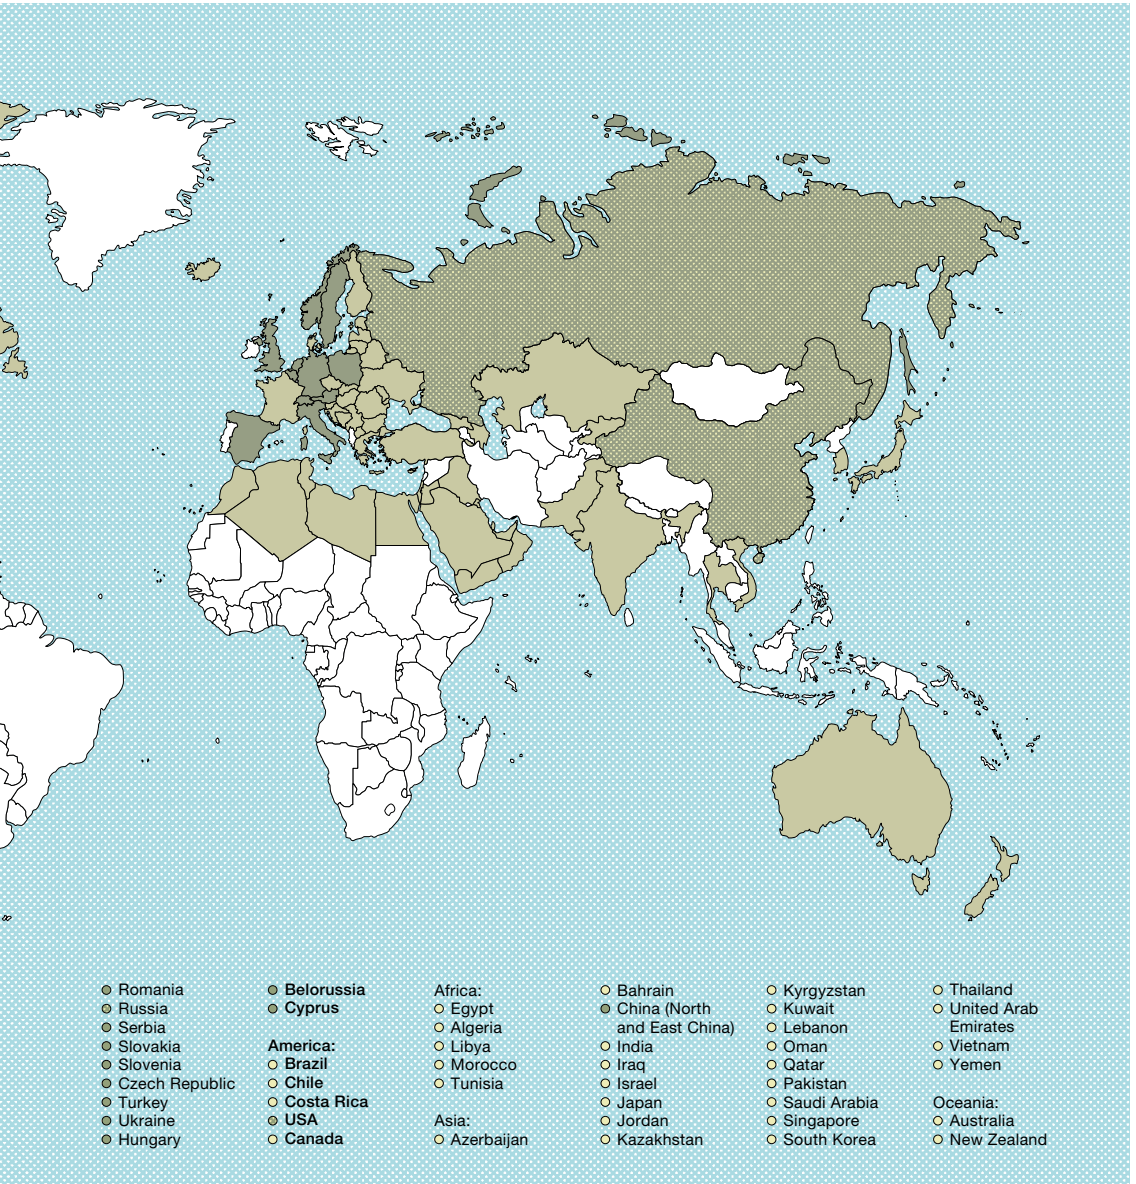 Romania
Russia
Serbia
Slovakia
Slovenia
Czech Republic
Turkey
Ukraine
Hungary
Belorussia
Cyprus
America:
Brazil
Chile
Costa Rica
USA
Canada
Africa:
Egypt
Algeria
Libya
Morocco
Tunisia
Asia:
Azerbaijan
Bahrain
China (North
and East China)
India
Iraq
Israel
Japan
Jordan
Kazakhstan
Kyrgyzstan
Kuwait
Lebanon
Oman
Qatar
Pakistan
Saudi Arabia
Singapore
South Korea
Thailand
United Arab
Emirates
Vietnam
Yemen
Oceania:
Australia
New Zealand